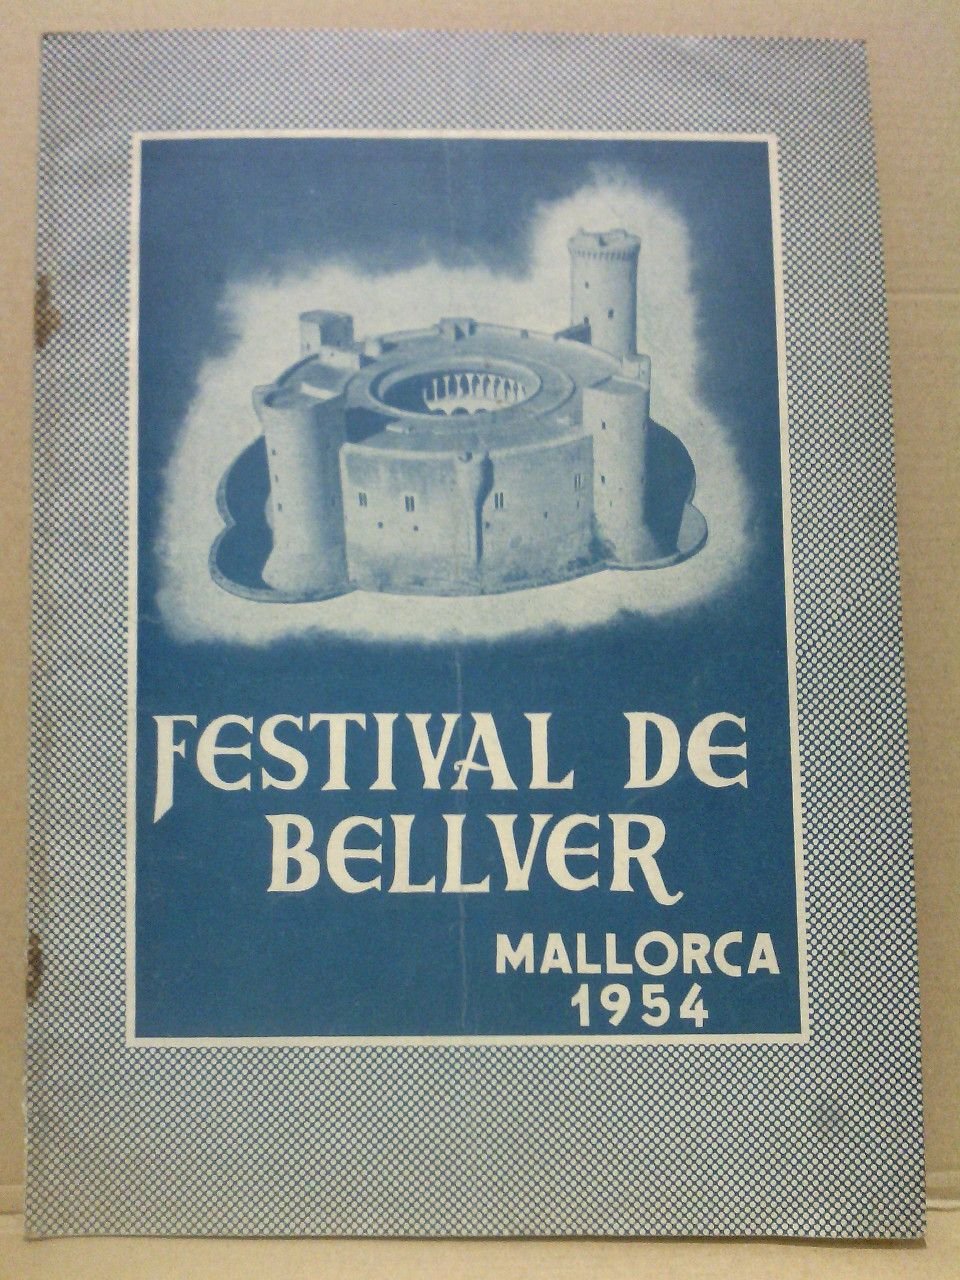 FESTIVAL DE
BELLVER
MALLORCA
1954